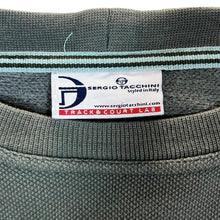 SERGIO TACCHINI
Styled in Italy
www.sergiotacchini.com
TRACK&COURT LAB